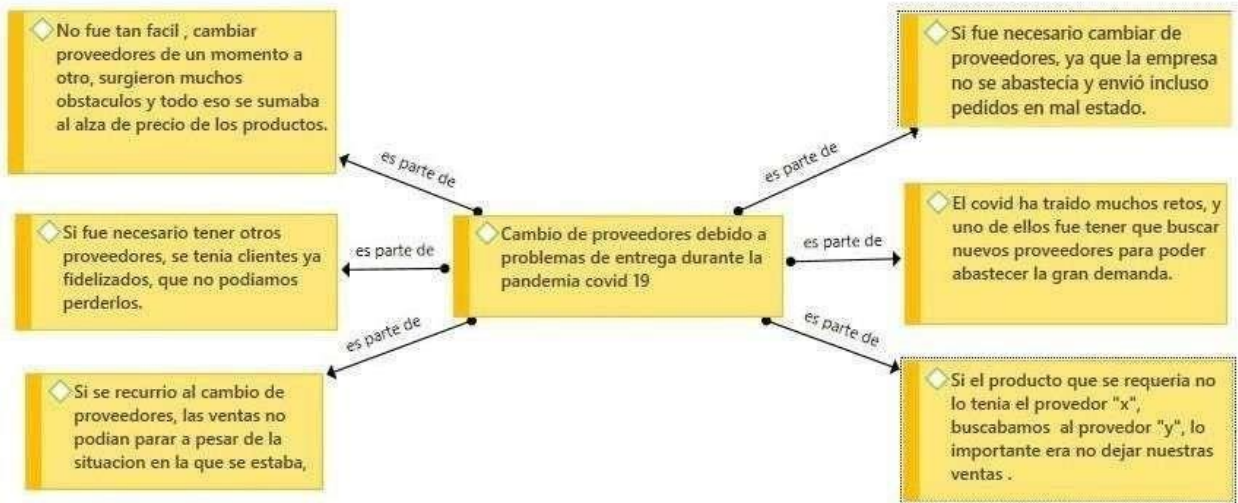 No fue tan facil , cambiar
proveedores de un momento a
otro, surgieron muchos
obstaculos y todo eso se sumaba
al alza de precio de los productos.
Si fue necesario cambiar de
proveedores, ya que la empresa
no se abastecía y envió incluso
pedidos en mal estado.
es parte de
es parte de
Si fue necesario tener otros
proveedores, se tenia clientes ya
fidelizados, que no podiamos
perderlos.
es parte de
Cambio de proveedores debido a
problemas de entrega durante la
pandemia covid 19
es parte de
El covid ha traido muchos retos, y
uno de ellos fue tener que buscar
nuevos proveedores para poder
abastecer la gran demanda.
es parte de
es parte de
Si se recurrio al cambio de
proveedores, las ventas no
podian parar a pesar de la
situacion en la que se estaba,
Si el producto que se requeria no
lo tenia el provedor "x",
buscabamos al provedor "y", lo
importante era no dejar nuestras
ventas .